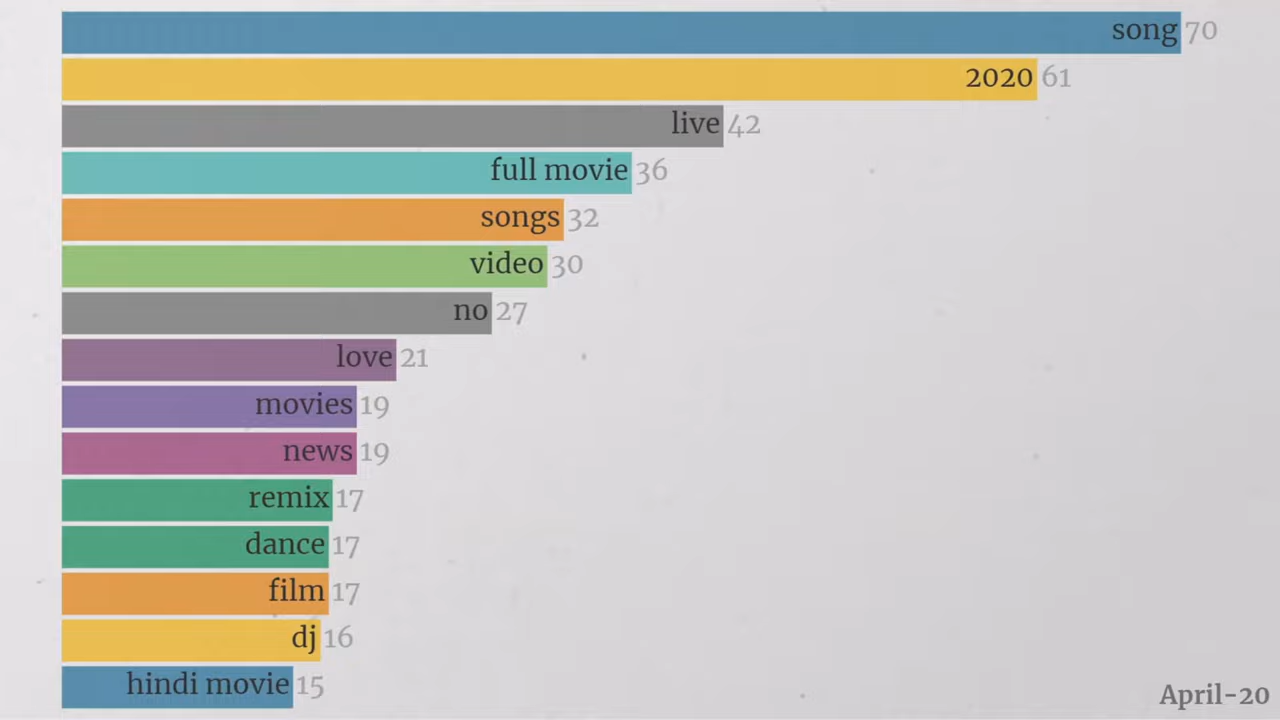 song 70
2020 61
live 42
full movie 36
songs 32
video 30
no 27
love 21
movies 19
news 19
remix 17
dance 17
film 17
dj 16
hindi movie 15
April-20